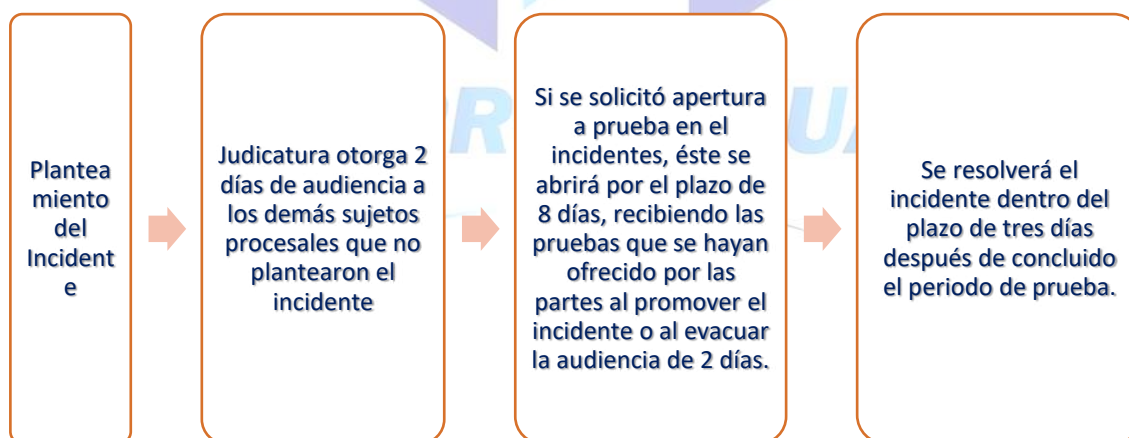 Plantea
miento
del
Incident
e
Judicatura otorga 2
días de audiencia a
los demás sujetos
procesales que no
plantearon el
incidente
Si se solicitó apertura
a prueba en el
incidentes, éste se
abrirá por el plazo de
8 días, recibiendo las
pruebas que se hayan
ofrecido por las
partes al promover el
incidente o al evacuar
la audiencia de 2 días.
Se resolverá el
incidente dentro del
plazo de tres días
después de concluido
el periodo de prueba.